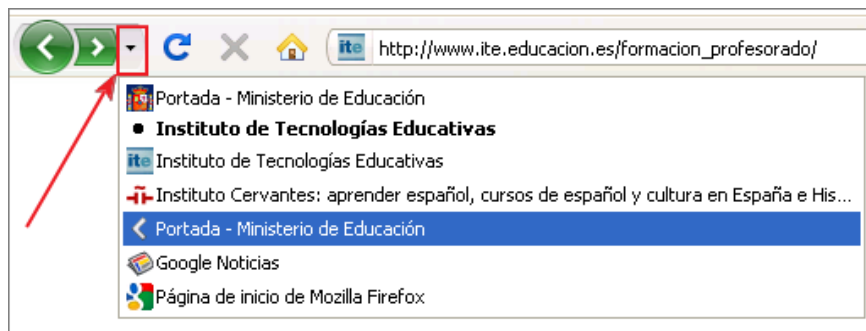 ite http://www.ite.educacion.es/formacion_profesorado/
Portada - Ministerio de Educación
Instituto de Tecnologías Educativas
ite Instituto de Tecnologías Educativas
Instituto Cervantes: aprender español, cursos de español y cultura en España e His...
Portada - Ministerio de Educación
Google Noticias
Página de inicio de Mozilla Firefox